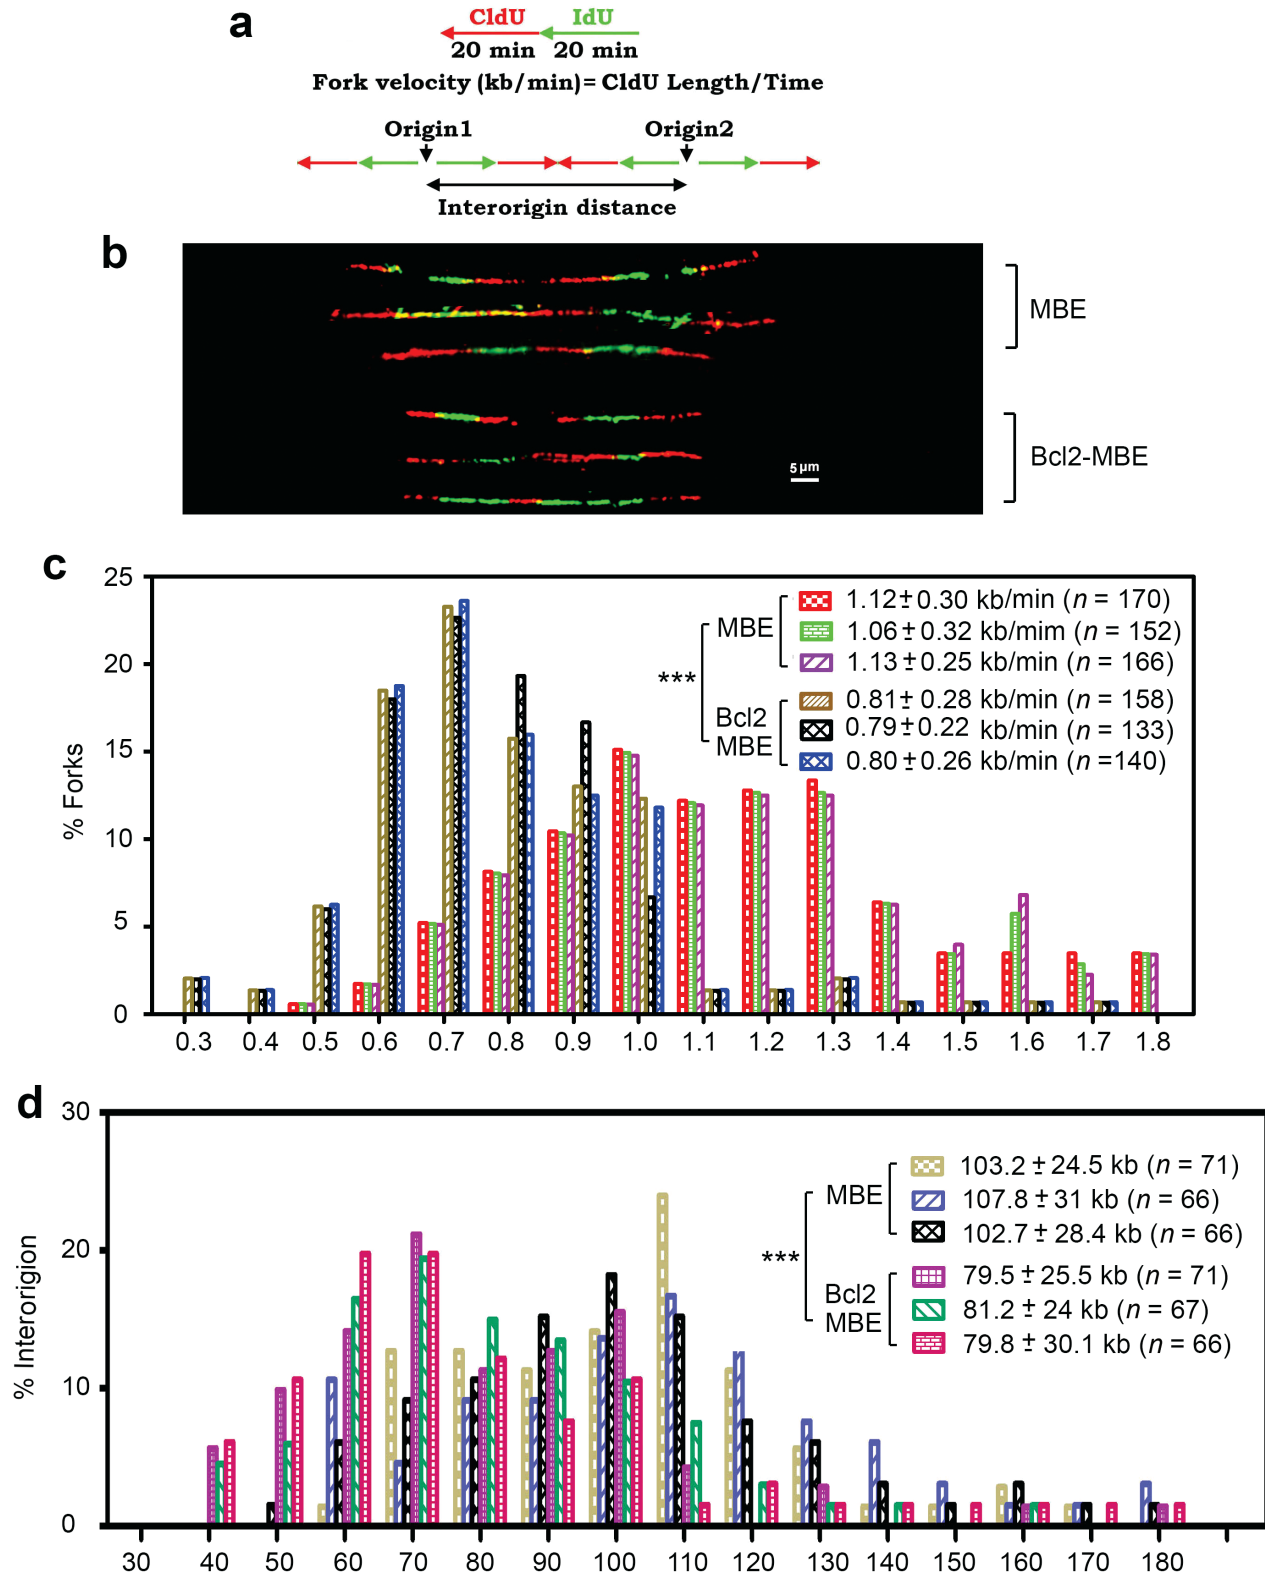 a
CldU IdU
20 min 20 min
Fork velocity (kb/min)= CldU Length/Time
Origin1 Origin2
Interorigin distance
b
MBE
Bcl2-MBE
5 µm
c
% Forks
25
20
15
10
5
0
0.3 0.4 0.5 0.6 0.7 0.8 0.9 1.0 1.1 1.2 1.3 1.4 1.5 1.6 1.7 1.8
***
MBE
1.12 ± 0.30 kb/min (n = 170)
1.06 ± 0.32 kb/mim (n = 152)
1.13 ± 0.25 kb/min (n = 166)
Bcl2
MBE
0.81 ± 0.28 kb/min (n = 158)
0.79 ± 0.22 kb/min (n = 133)
0.80 ± 0.26 kb/min (n =140)
d
% Interorigion
30
20
10
0
30 40 50 60 70 80 90 100 110 120 130 140 150 160 170 180
***
MBE
103.2 ± 24.5 kb (n = 71)
107.8 ± 31 kb (n = 66)
102.7 ± 28.4 kb (n = 66)
Bcl2
MBE
79.5 ± 25.5 kb (n = 71)
81.2 ± 24 kb (n = 67)
79.8 ± 30.1 kb (n = 66)